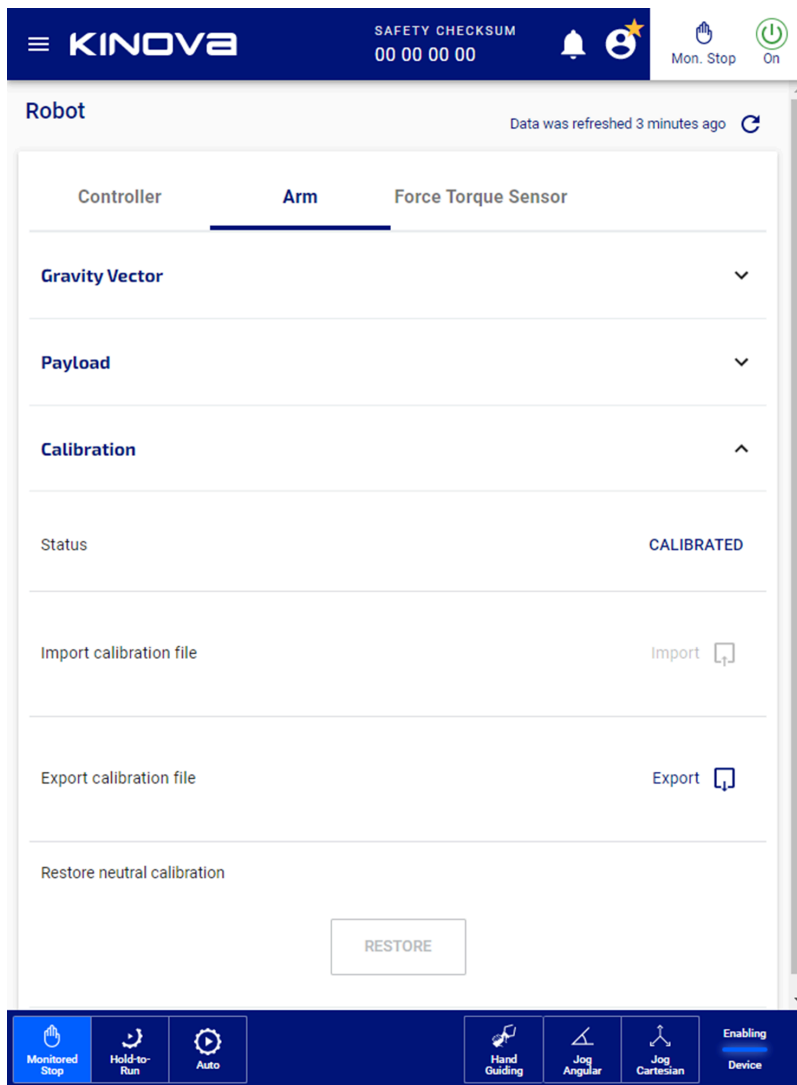 KINOVA
SAFETY CHECKSUM
00 00 00 00
Mon. Stop
On
Robot
Data was refreshed 3 minutes ago
Controller
Arm
Force Torque Sensor
Gravity Vector
Payload
Calibration
Status
CALIBRATED
Import calibration file
Import
Export calibration file
Export
Restore neutral calibration
RESTORE
Monitored
Stop
Hold-to-
Run
Auto
Hand
Guiding
Jog
Angular
Jog
Cartesian
Enabling
Device